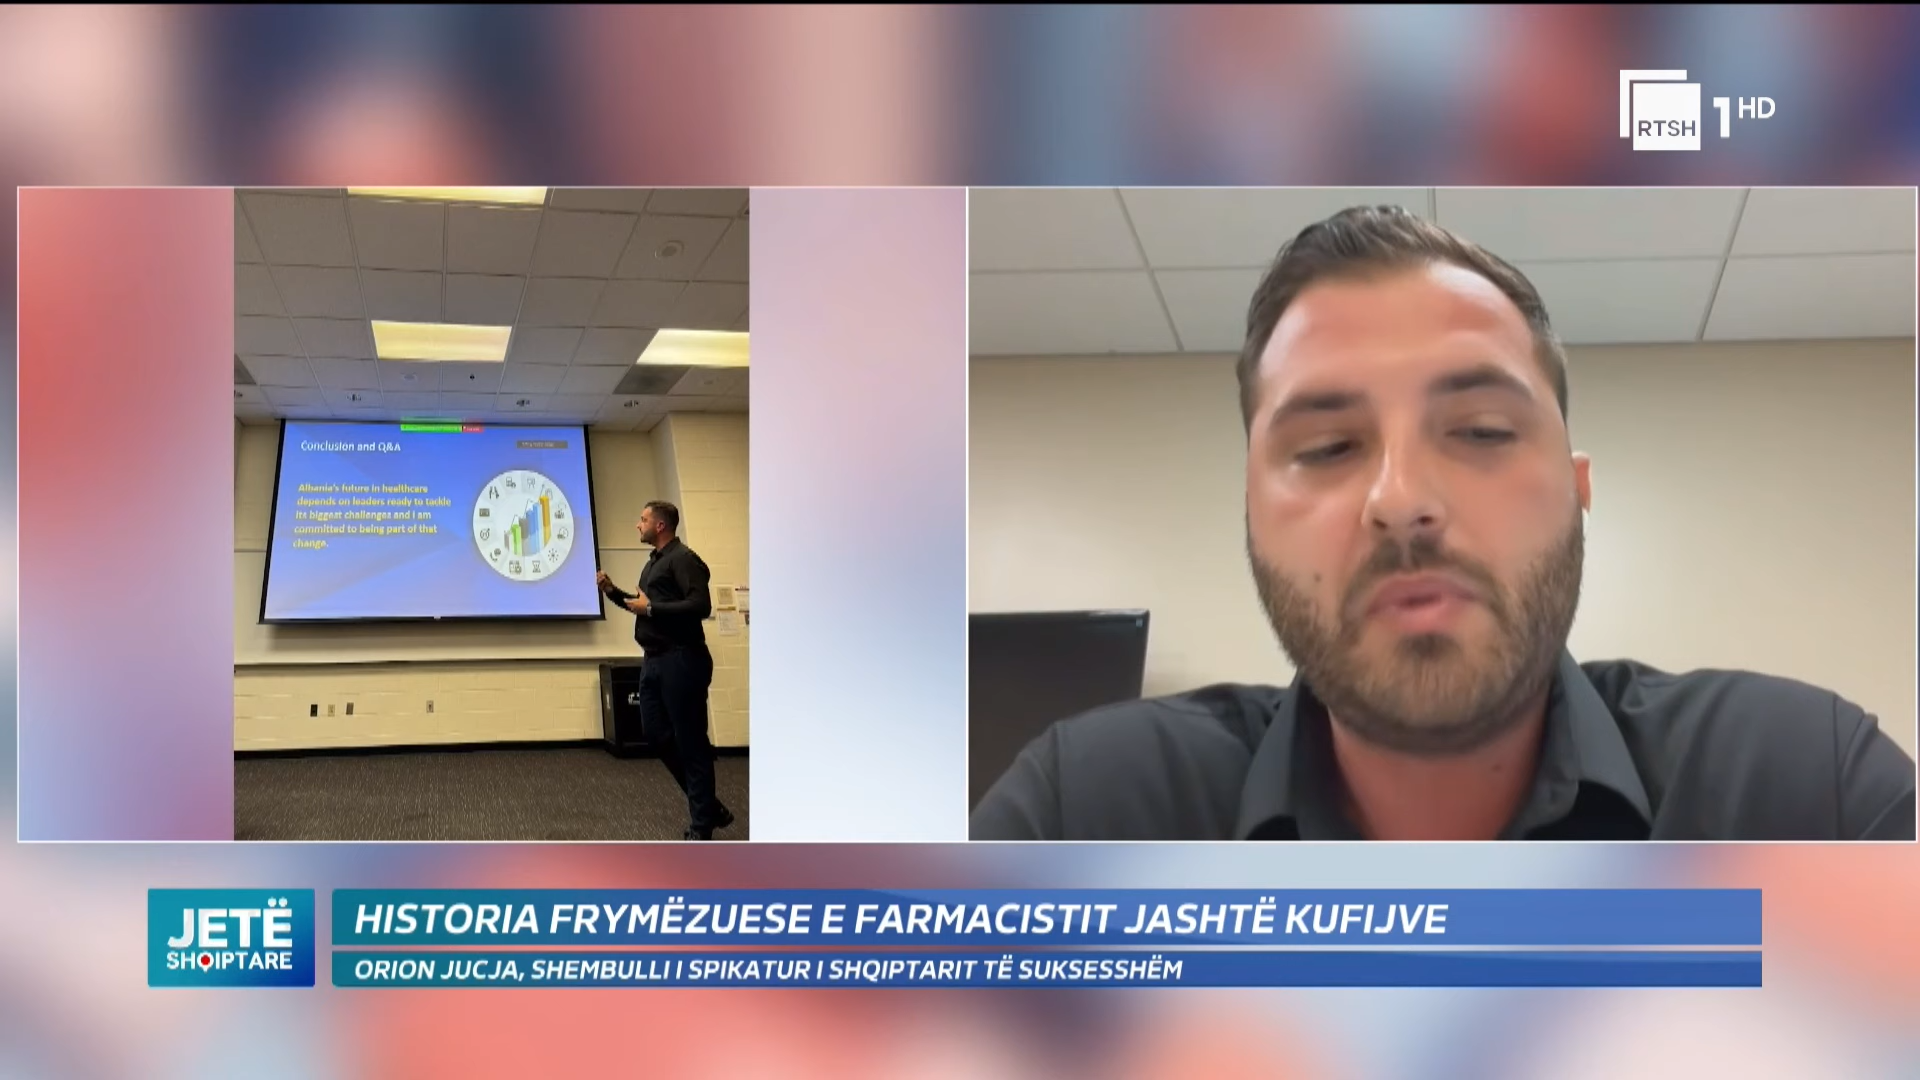 RTSH 1 HD
Conclusion and Q&A
Albania's future in healthcare
depends on leaders ready to tackle
its biggest challenges and I am
committed to being part of that
change.
JETË
SHQIPTARE
HISTORIA FRYMËZUESE E FARMACISTIT JASHTË KUFIJVE
ORION JUCJA, SHEMBULLI I SPIKATUR I SHQIPTARIT TË SUKSESSHËM